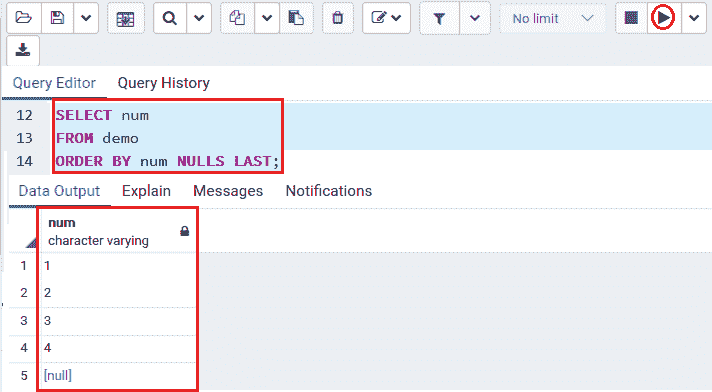 No limit
Query Editor Query History
12 SELECT num
13 FROM demo
14 ORDER BY num NULLS LAST;
Data Output Explain Messages Notifications
num
character varying
1 1
2 2
3 3
4 4
5 [null]